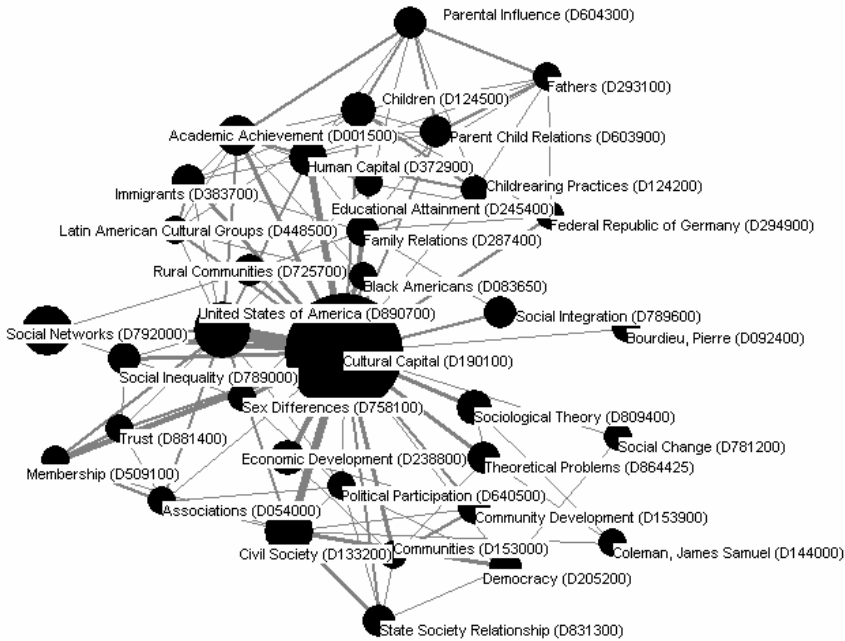 Parental Influence (D604300)
Fathers (D293100)
Children (D124500)
Academic Achievement (D001500)
Parent Child Relations (D603900)
Human Capital (D372900)
Immigrants (D383700)
Childrearing Practices (D124200)
Educational Attainment (D245400)
Federal Republic of Germany (D294900)
Latin American Cultural Groups (D448500)
Family Relations (D287400)
Rural Communities (D725700)
Black Americans (D083650)
United States of America (D890700)
Social Integration (D789600)
Social Networks (D792000)
Bourdieu, Pierre (D092400)
Cultural Capital (D190100)
Social Inequality (D789000)
Sex Differences (D758100)
Sociological Theory (D809400)
Trust (D881400)
Social Change (D781200)
Economic Development (D238800)
Theoretical Problems (D864425)
Membership (D509100)
Political Participation (D640500)
Associations (D054000)
Community Development (D153900)
Civil Society (D133200)
Communities (D153000)
Coleman, James Samuel (D144000)
Democracy (D205200)
State Society Relationship (D831300)